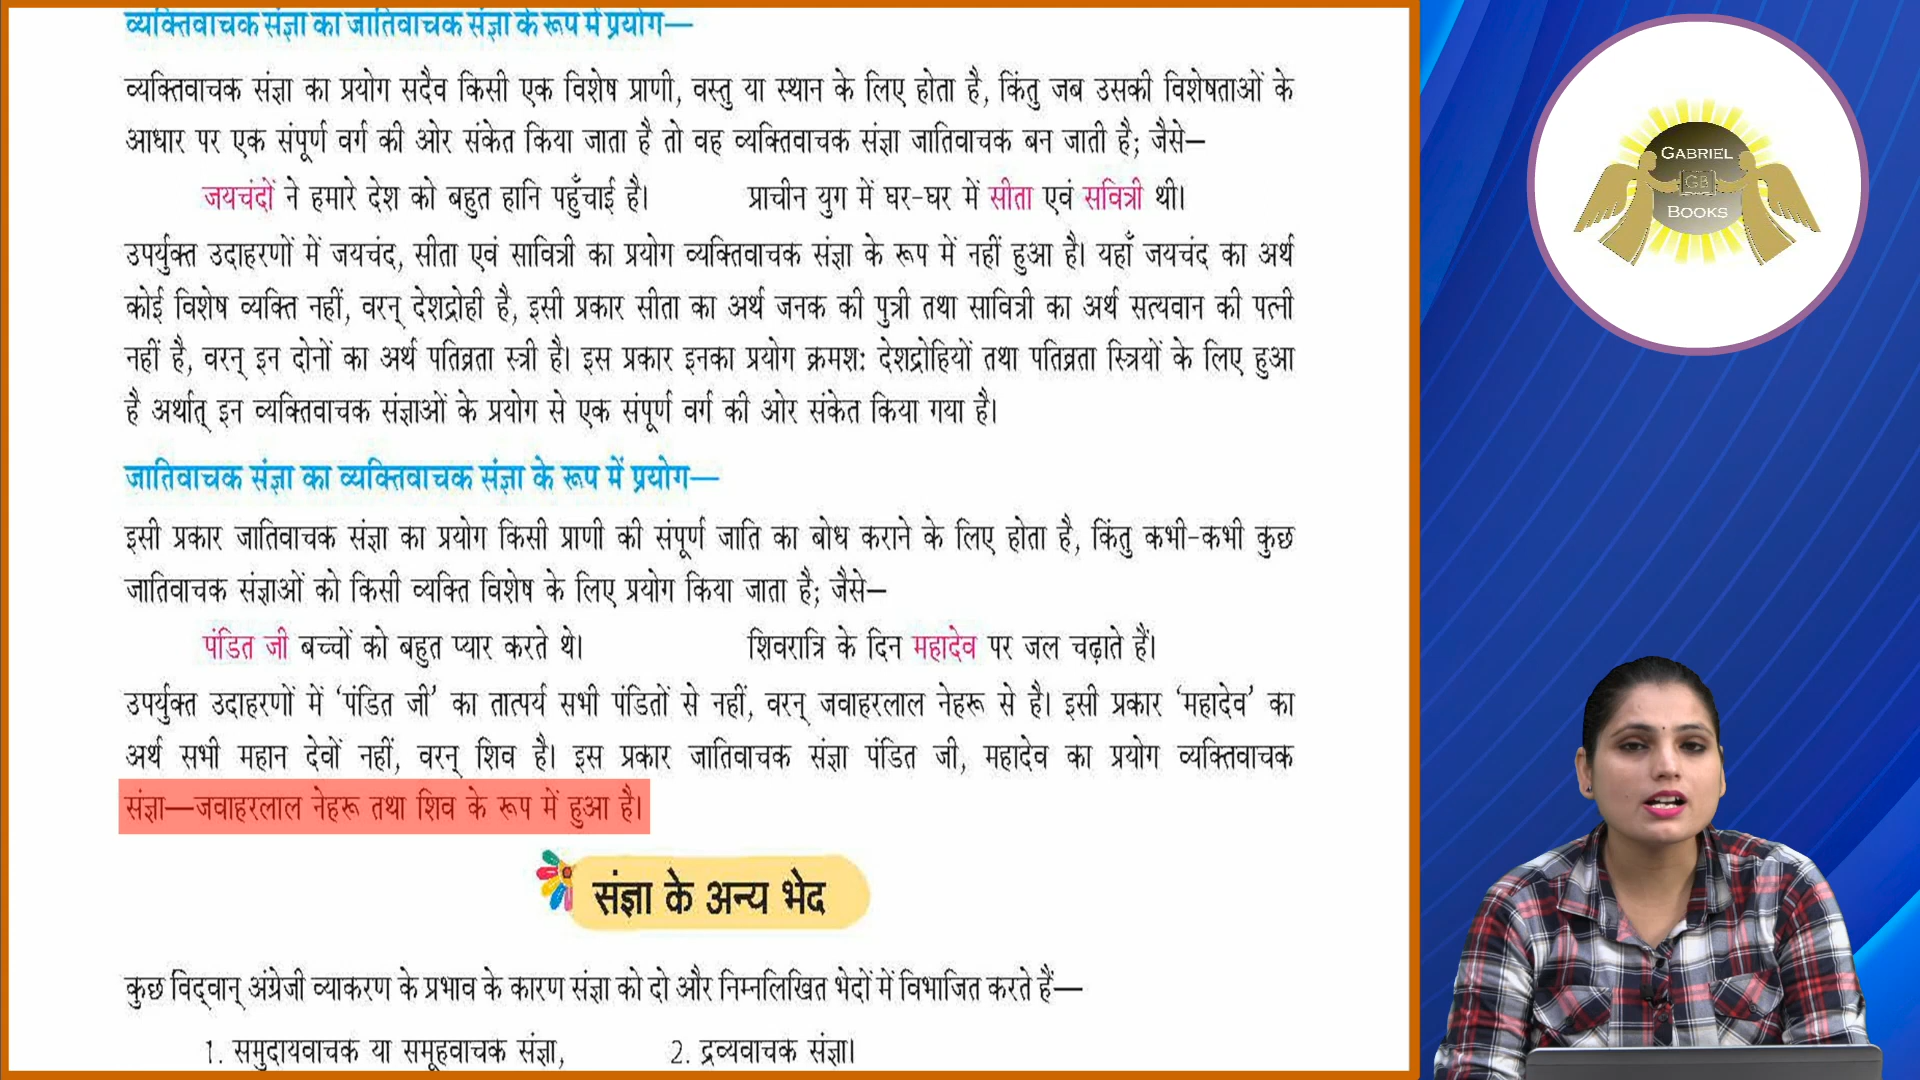 व्यक्तिवाचक संज्ञा का जातिवाचक संज्ञा के रूप में प्रयोग—
व्यक्तिवाचक संज्ञा का प्रयोग सदैव किसी एक विशेष प्राणी, वस्तु या स्थान के लिए होता है, किंतु जब उसकी विशेषताओं के
आधार पर एक संपूर्ण वर्ग की ओर संकेत किया जाता है तो वह व्यक्तिवाचक संज्ञा जातिवाचक बन जाती है; जैसे—
जयचंदों ने हमारे देश को बहुत हानि पहुँचाई है। प्राचीन युग में घर-घर में सीता एवं सवित्री थी।
उपर्युक्त उदाहरणों में जयचंद, सीता एवं सावित्री का प्रयोग व्यक्तिवाचक संज्ञा के रूप में नहीं हुआ है। यहाँ जयचंद का अर्थ
कोई विशेष व्यक्ति नहीं, वरन् देशद्रोही है, इसी प्रकार सीता का अर्थ जनक की पुत्री तथा सावित्री का अर्थ सत्यवान की पत्नी
नहीं है, वरन् इन दोनों का अर्थ पतिव्रता स्त्री है। इस प्रकार इनका प्रयोग क्रमशः देशद्रोहियों तथा पतिव्रता स्त्रियों के लिए हुआ
है अर्थात् इन व्यक्तिवाचक संज्ञाओं के प्रयोग से एक संपूर्ण वर्ग की ओर संकेत किया गया है।
जातिवाचक संज्ञा का व्यक्तिवाचक संज्ञा के रूप में प्रयोग—
इसी प्रकार जातिवाचक संज्ञा का प्रयोग किसी प्राणी की संपूर्ण जाति का बोध कराने के लिए होता है, किंतु कभी-कभी कुछ
जातिवाचक संज्ञाओं को किसी व्यक्ति विशेष के लिए प्रयोग किया जाता है; जैसे—
पंडित जी बच्चों को बहुत प्यार करते थे। शिवरात्रि के दिन महादेव पर जल चढ़ाते हैं।
उपर्युक्त उदाहरणों में ‘पंडित जी’ का तात्पर्य सभी पंडितों से नहीं, वरन् जवाहरलाल नेहरू से है। इसी प्रकार ‘महादेव’ का
अर्थ सभी महान देवों नहीं, वरन् शिव है। इस प्रकार जातिवाचक संज्ञा पंडित जी, महादेव का प्रयोग व्यक्तिवाचक
संज्ञा—जवाहरलाल नेहरू तथा शिव के रूप में हुआ है।
संज्ञा के अन्य भेद
कुछ विद्वान् अंग्रेजी व्याकरण के प्रभाव के कारण संज्ञा को दो और निम्नलिखित भेदों में विभाजित करते हैं—
1. समुदायवाचक या समूहवाचक संज्ञा, 2. द्रव्यवाचक संज्ञा।
GABRIEL
GB
BOOKS